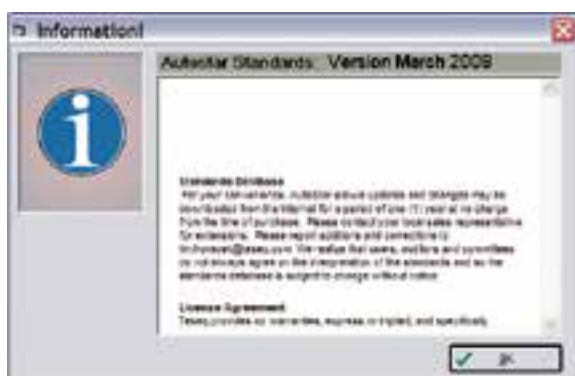 Information!
Autostar Standards: Version March 2009
Standards Database
For your convenience, Autostar annual updates and changes may be
downloaded from the Internet for a period of one (1) year at no charge
from the time of purchase. Please contact your local sales representative
for extensions. Please report additions and corrections to
We realize that users, auditors and committees
do not always agree on the interpretation of the standards and so the
standards database is subject to change without notice.
License Agreement
provides no warranties, express or implied, and specifically